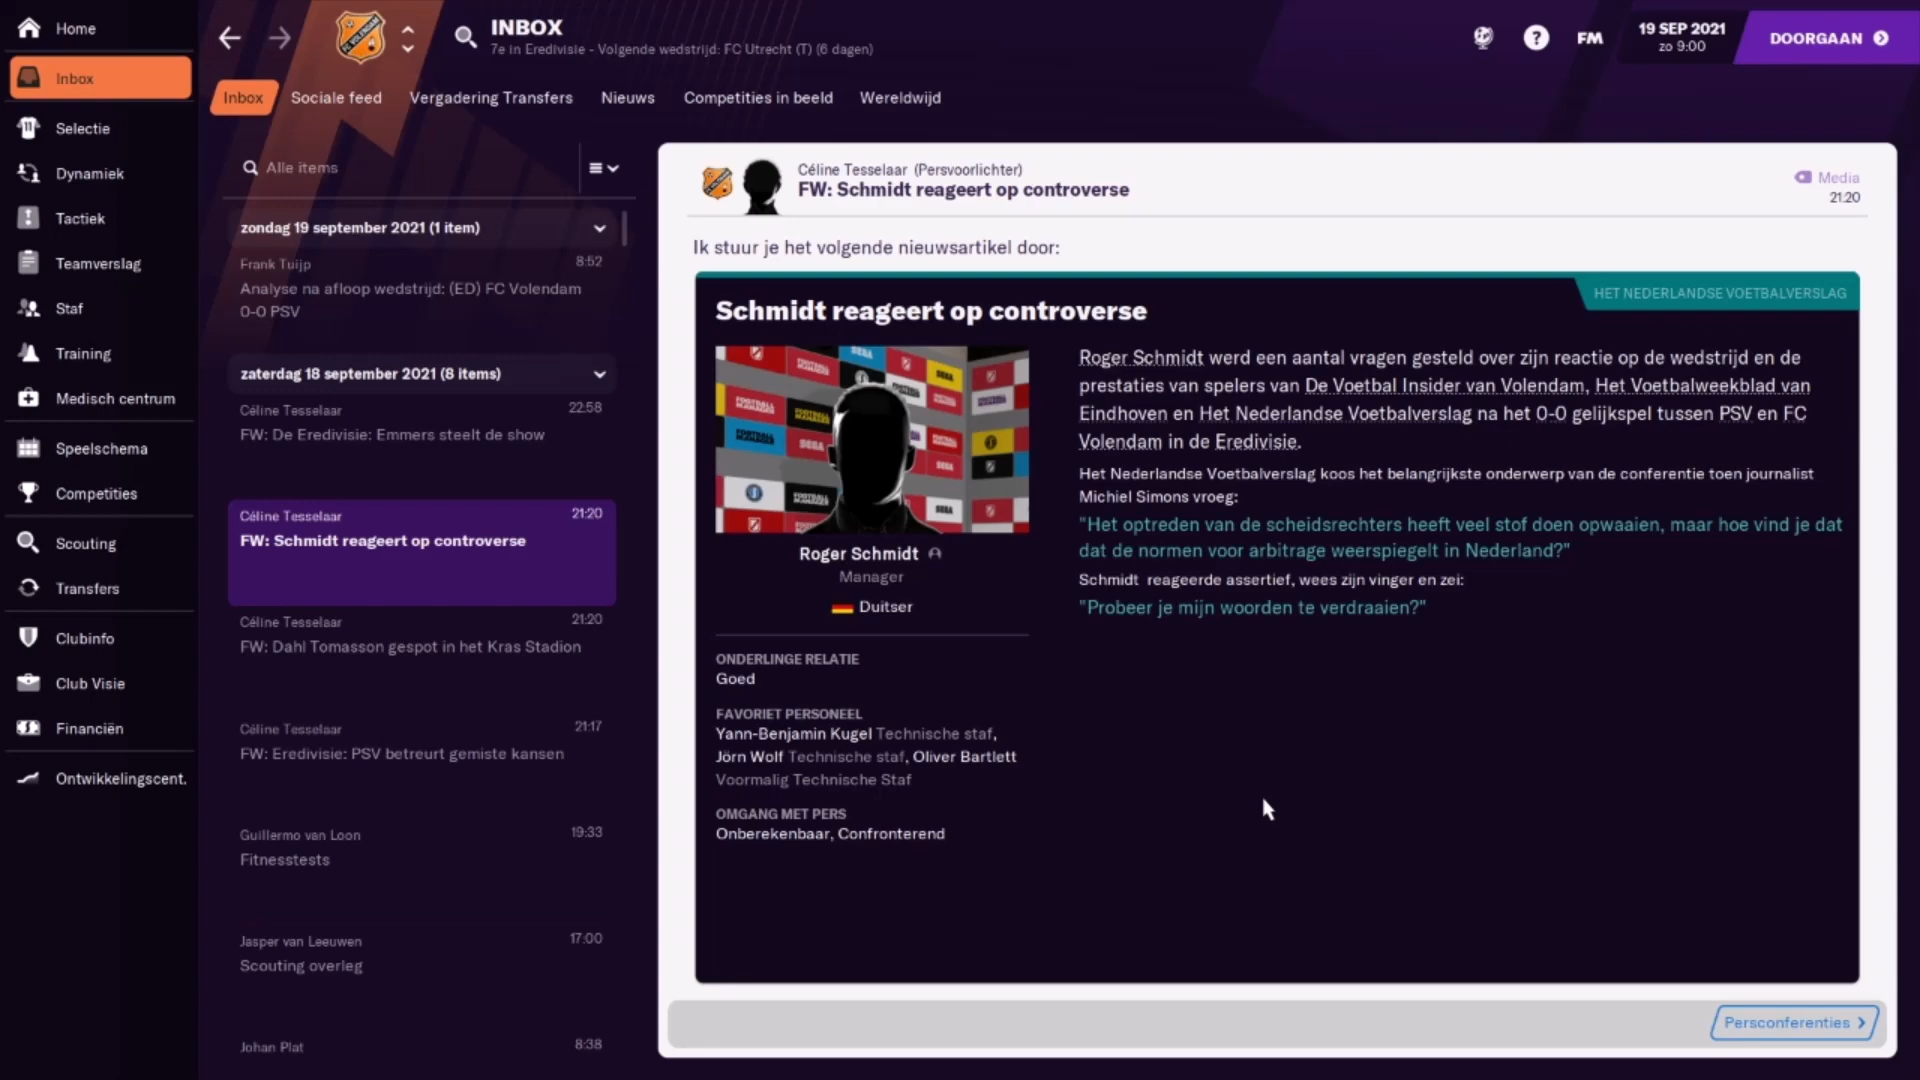 Home
Inbox
Selectie
Dynamiek
Tactiek
Teamverslag
Staf
Training
Medisch centrum
Speelschema
Competities
Scouting
Transfers
Clubinfo
Club Visie
Financiën
Ontwikkelingscent.
INBOX
7e in Eredivisie - Volgende wedstrijd: FC Utrecht (T) (6 dagen)
FM
19 SEP 2021
zo 9:00
DOORGAAN
Inbox
Sociale feed
Vergadering Transfers
Nieuws
Competities in beeld
Wereldwijd
Alle items
zondag 19 september 2021 (1 item)
Frank Tuijp 8:52
Analyse na afloop wedstrijd: (ED) FC Volendam
0-0 PSV
zaterdag 18 september 2021 (8 items)
Céline Tesselaar 22:58
FW: De Eredivisie: Emmers steelt de show
Céline Tesselaar 21:20
FW: Schmidt reageert op controverse
Céline Tesselaar 21:20
FW: Dahl Tomasson gespot in het Kras Stadion
Céline Tesselaar 21:17
FW: Eredivisie: PSV betreurt gemiste kansen
Guillermo van Loon 19:33
Fitnesstests
Jasper van Leeuwen 17:00
Scouting overleg
Johan Plat 8:38
Céline Tesselaar (Persvoorlichter)
FW: Schmidt reageert op controverse
Media
21:20
Ik stuur je het volgende nieuwsartikel door:
HET NEDERLANDSE VOETBALVERSLAG
Schmidt reageert op controverse
Roger Schmidt werd een aantal vragen gesteld over zijn reactie op de wedstrijd en de
prestaties van spelers van De Voetbal Insider van Volendam, Het Voetbalweekblad van
Eindhoven en Het Nederlandse Voetbalverslag na het 0-0 gelijkspel tussen PSV en FC
Volendam in de Eredivisie.
Het Nederlandse Voetbalverslag koos het belangrijkste onderwerp van de conferentie toen journalist
Michiel Simons vroeg:
"Het optreden van de scheidsrechters heeft veel stof doen opwaaien, maar hoe vind je dat
dat de normen voor arbitrage weerspiegelt in Nederland?"
Schmidt reageerde assertief, wees zijn vinger en zei:
"Probeer je mijn woorden te verdraaien?"
Roger Schmidt
Manager
Duitser
ONDERLINGE RELATIE
Goed
FAVORIET PERSONEEL
Yann-Benjamin Kugel Technische staf,
Jörn Wolf Technische staf, Oliver Bartlett
Voormalig Technische Staf
OMGANG MET PERS
Onberekenbaar, Confronterend
Persconferenties